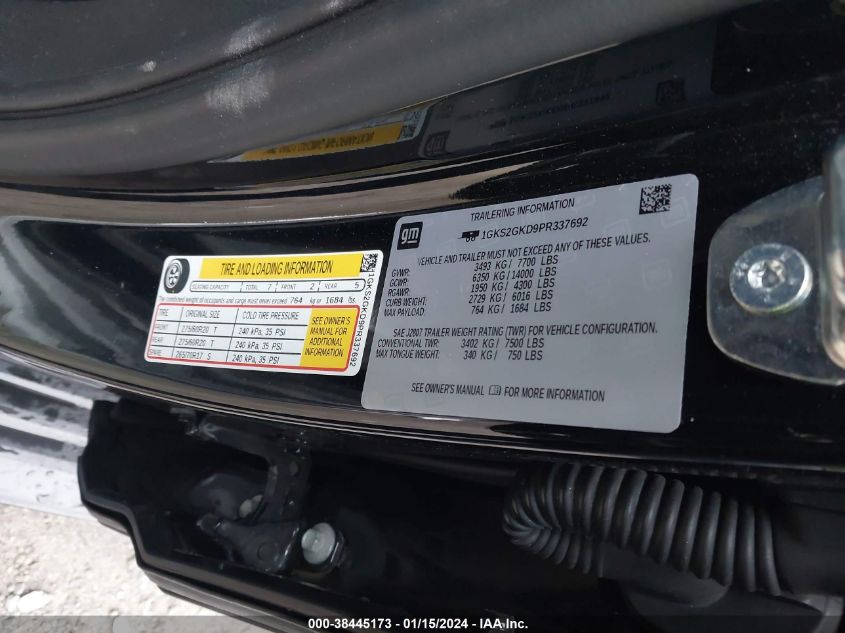 TIRE AND LOADING INFORMATION
SEATING CAPACITY TOTAL 7 FRONT 2 REAR 5
The combined weight of occupants and cargo must never exceed 764 kg or 1684 lbs.
TIRE ORIGINAL SIZE COLD TIRE PRESSURE
FRONT 275/60R20 T 240 kPa, 35 PSI
REAR 275/60R20 T 240 kPa, 35 PSI
SPARE 265/70R17 S 240 kPa, 35 PSI
SEE OWNER'S
MANUAL FOR
ADDITIONAL
INFORMATION
1GKS2GKD9PR337692
gm
TRAILERING INFORMATION
1GKS2GKD9PR337692
VEHICLE AND TRAILER MUST NOT EXCEED ANY OF THESE VALUES.
GVWR: 3493 KG / 7700 LBS
GCWR: 6350 KG / 14000 LBS
RGAWR: 1950 KG / 4300 LBS
CURB WEIGHT: 2729 KG / 6016 LBS
MAX PAYLOAD: 764 KG / 1684 LBS
SAE J2807 TRAILER WEIGHT RATING (TWR) FOR VEHICLE CONFIGURATION.
CONVENTIONAL TWR: 3402 KG / 7500 LBS
MAX TONGUE WEIGHT: 340 KG / 750 LBS
SEE OWNER'S MANUAL FOR MORE INFORMATION
000-38445173 - 01/15/2024 - IAA Inc.